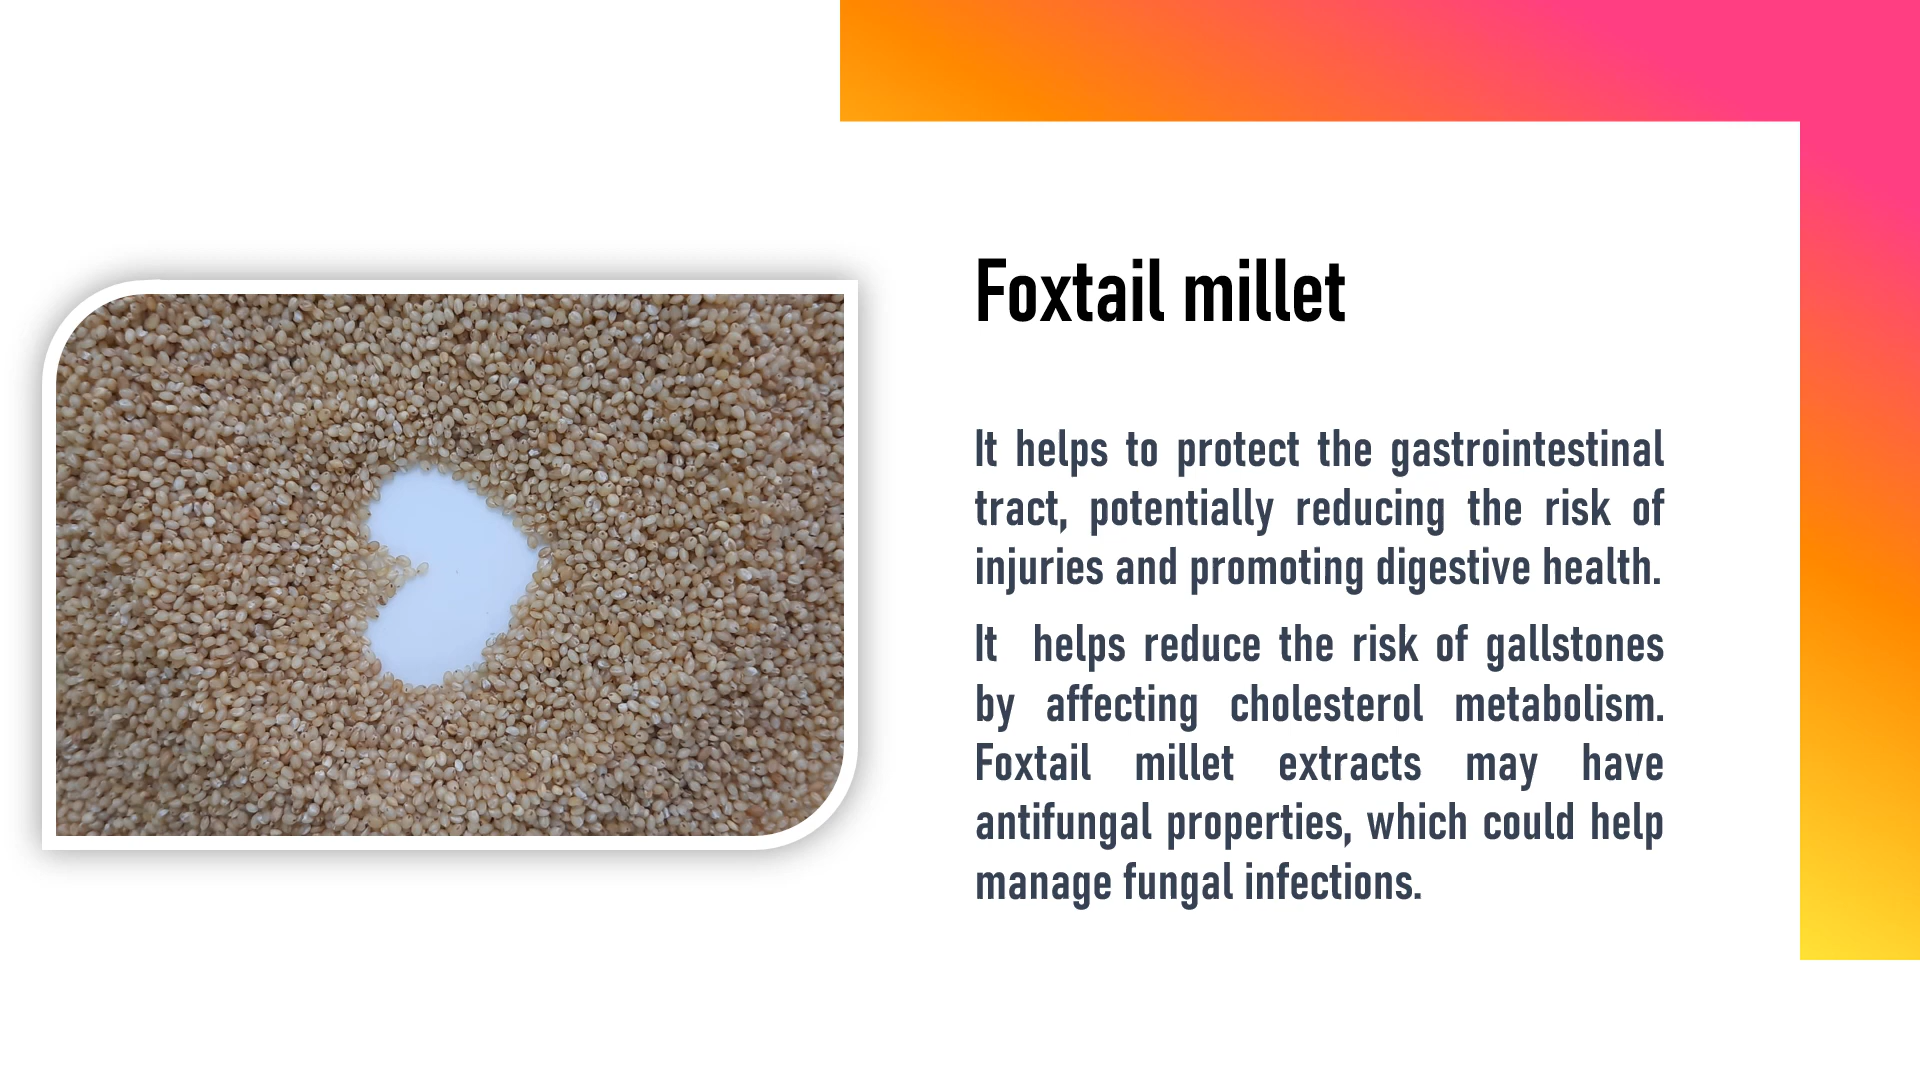 Foxtail millet
It helps to protect the gastrointestinal
tract, potentially reducing the risk of
injuries and promoting digestive health.
It  helps reduce the risk of gallstones
by affecting cholesterol metabolism.
Foxtail millet extracts may have
antifungal properties, which could help
manage fungal infections.